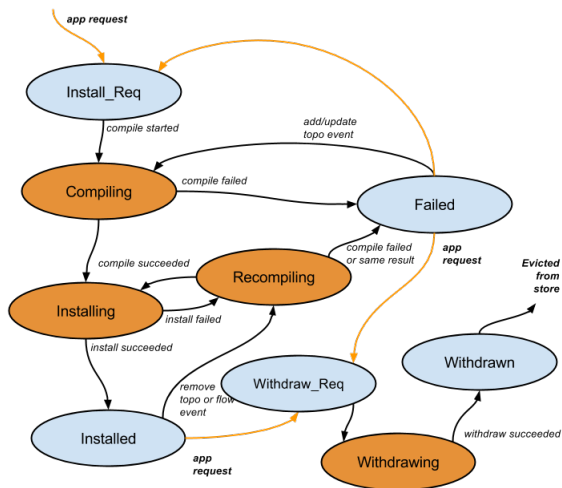 app request
Install_Req
compile started
add/update
topo event
Compiling
compile failed
Failed
compile succeeded
Recompiling
compile failed
or same result
app
request
Evicted
from
store
Installing
install failed
install succeeded
remove
topo or flow
event
Withdraw_Req
Withdrawn
Installed
app
request
Withdrawing
withdraw succeeded